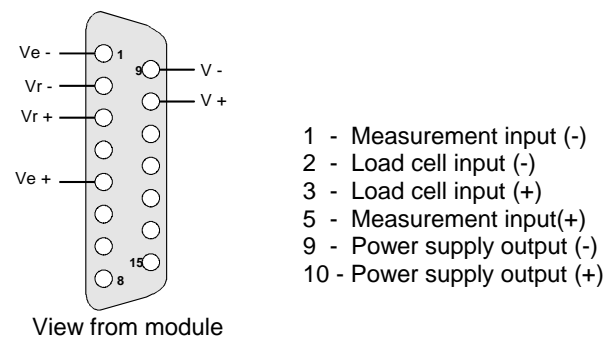 Ve -
1
9
V -
Vr -
V +
Vr +
Ve +
15
8
View from module
1 - Measurement input (-)
2 - Load cell input (-)
3 - Load cell input (+)
5 - Measurement input(+)
9 - Power supply output (-)
10 - Power supply output (+)